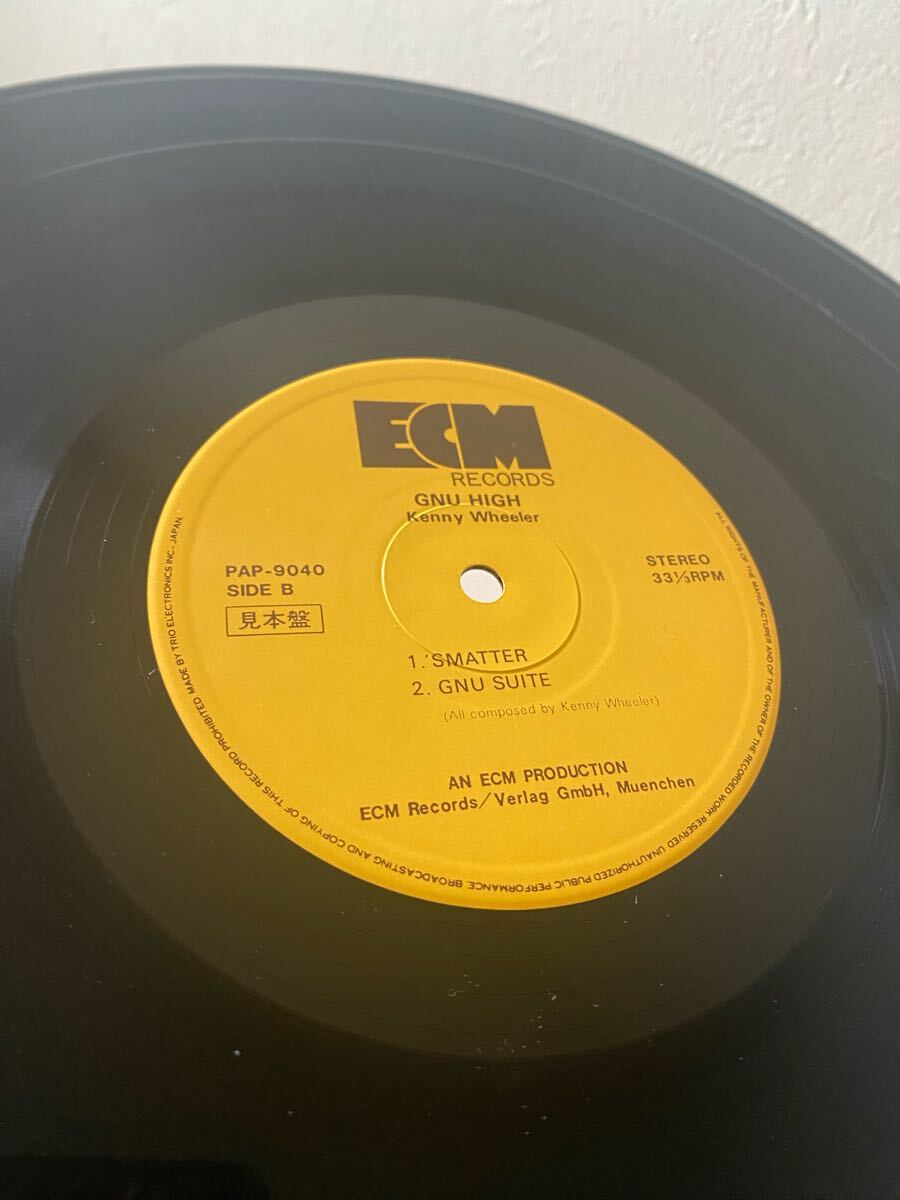 ECM
RECORDS
GNU HIGH
Kenny Wheeler
PAP-9040
SIDE B
見本盤
STEREO
33⅓RPM
1. 'SMATTER
2. GNU SUITE
(All composed by Kenny Wheeler)
AN ECM PRODUCTION
ECM Records/Verlag GmbH, Muenchen
ALL RIGHTS OF THE MANUFACTURER AND OF THE OWNER OF THE RECORDED WORK RESERVED. UNAUTHORIZED PUBLIC PERFORMANCE, BROADCASTING AND COPYING OF THIS RECORD PROHIBITED MADE BY TRIO ELECTRONICS INC., JAPAN.